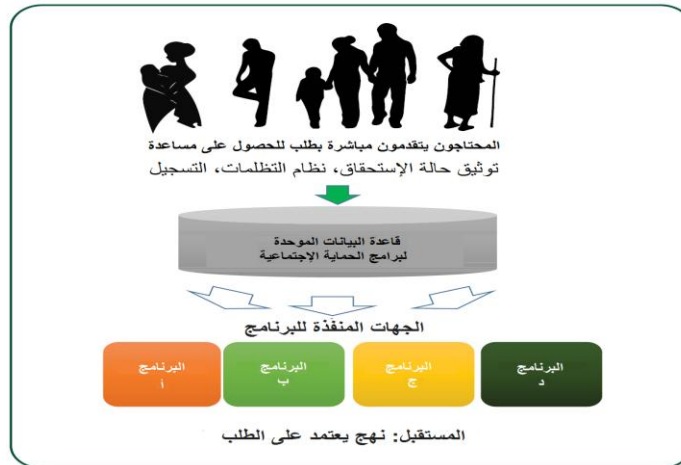 المحتاجون يتقدمون مباشرة بطلب للحصول على مساعدة
توثيق حالة الإستحقاق، نظام التظلمات، التسجيل
قاعدة البيانات الموحدة
لبرامج الحماية الإجتماعية
الجهات المنفذة للبرنامج
البرنامج
د
البرنامج
ج
البرنامج
ب
البرنامج
أ
المستقبل: نهج يعتمد على الطلب